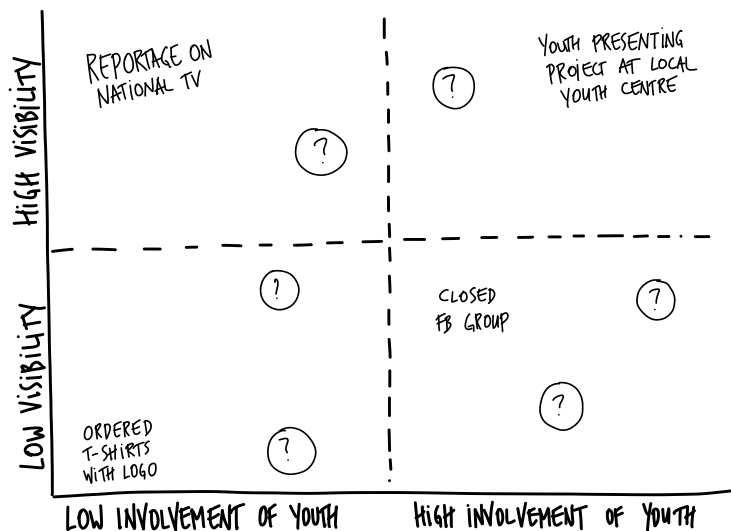 HIGH VISIBILITY
REPORTAGE ON
NATIONAL TV
?
?
YOUTH PRESENTING
PROJECT AT LOCAL
YOUTH CENTRE
LOW VISIBILITY
?
ORDERED
T-SHIRTS
WITH LOGO
?
CLOSED
FB GROUP
?
?
LOW INVOLVEMENT OF YOUTH
HIGH INVOLVEMENT OF YOUTH